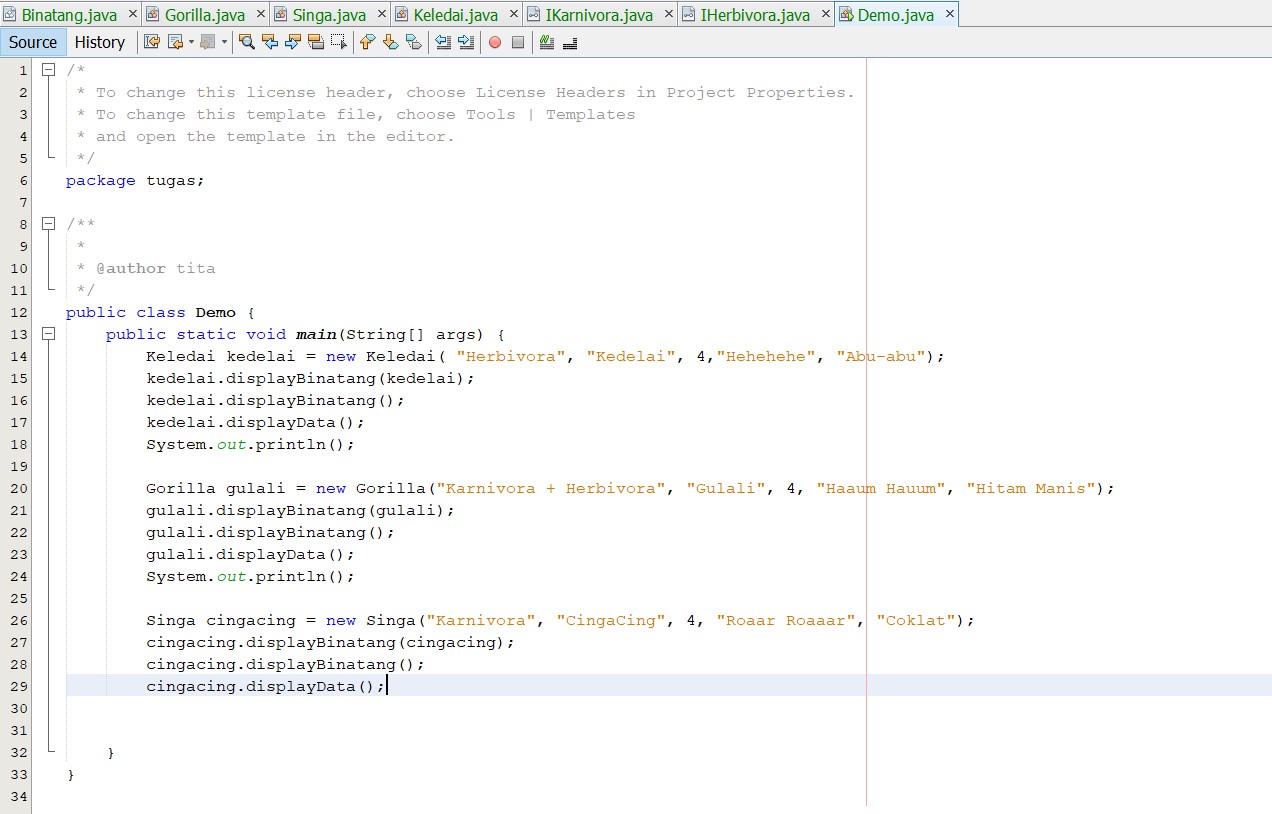 Binatang.java × Gorilla.java × Singa.java × Keledai.java × IKarnivora.java × IHerbivora.java × Demo.java ×
Source History
1 /*
2 * To change this license header, choose License Headers in Project Properties.
3 * To change this template file, choose Tools | Templates
4 * and open the template in the editor.
5 */
6 package tugas;
7
8 /**
9 *
10 * @author tita
11 */
12 public class Demo {
13 public static void main(String[] args) {
14 Keledai kedelai = new Keledai( "Herbivora", "Kedelai", 4,"Hehehehe", "Abu-abu");
15 kedelai.displayBinatang(kedelai);
16 kedelai.displayBinatang();
17 kedelai.displayData();
18 System.out.println();
19
20 Gorilla gulali = new Gorilla("Karnivora + Herbivora", "Gulali", 4, "Haaum Hauum", "Hitam Manis");
21 gulali.displayBinatang(gulali);
22 gulali.displayBinatang();
23 gulali.displayData();
24 System.out.println();
25
26 Singa cingacing = new Singa("Karnivora", "CingaCing", 4, "Roaar Roaaar", "Coklat");
27 cingacing.displayBinatang(cingacing);
28 cingacing.displayBinatang();
29 cingacing.displayData();
30
31
32 }
33 }
34